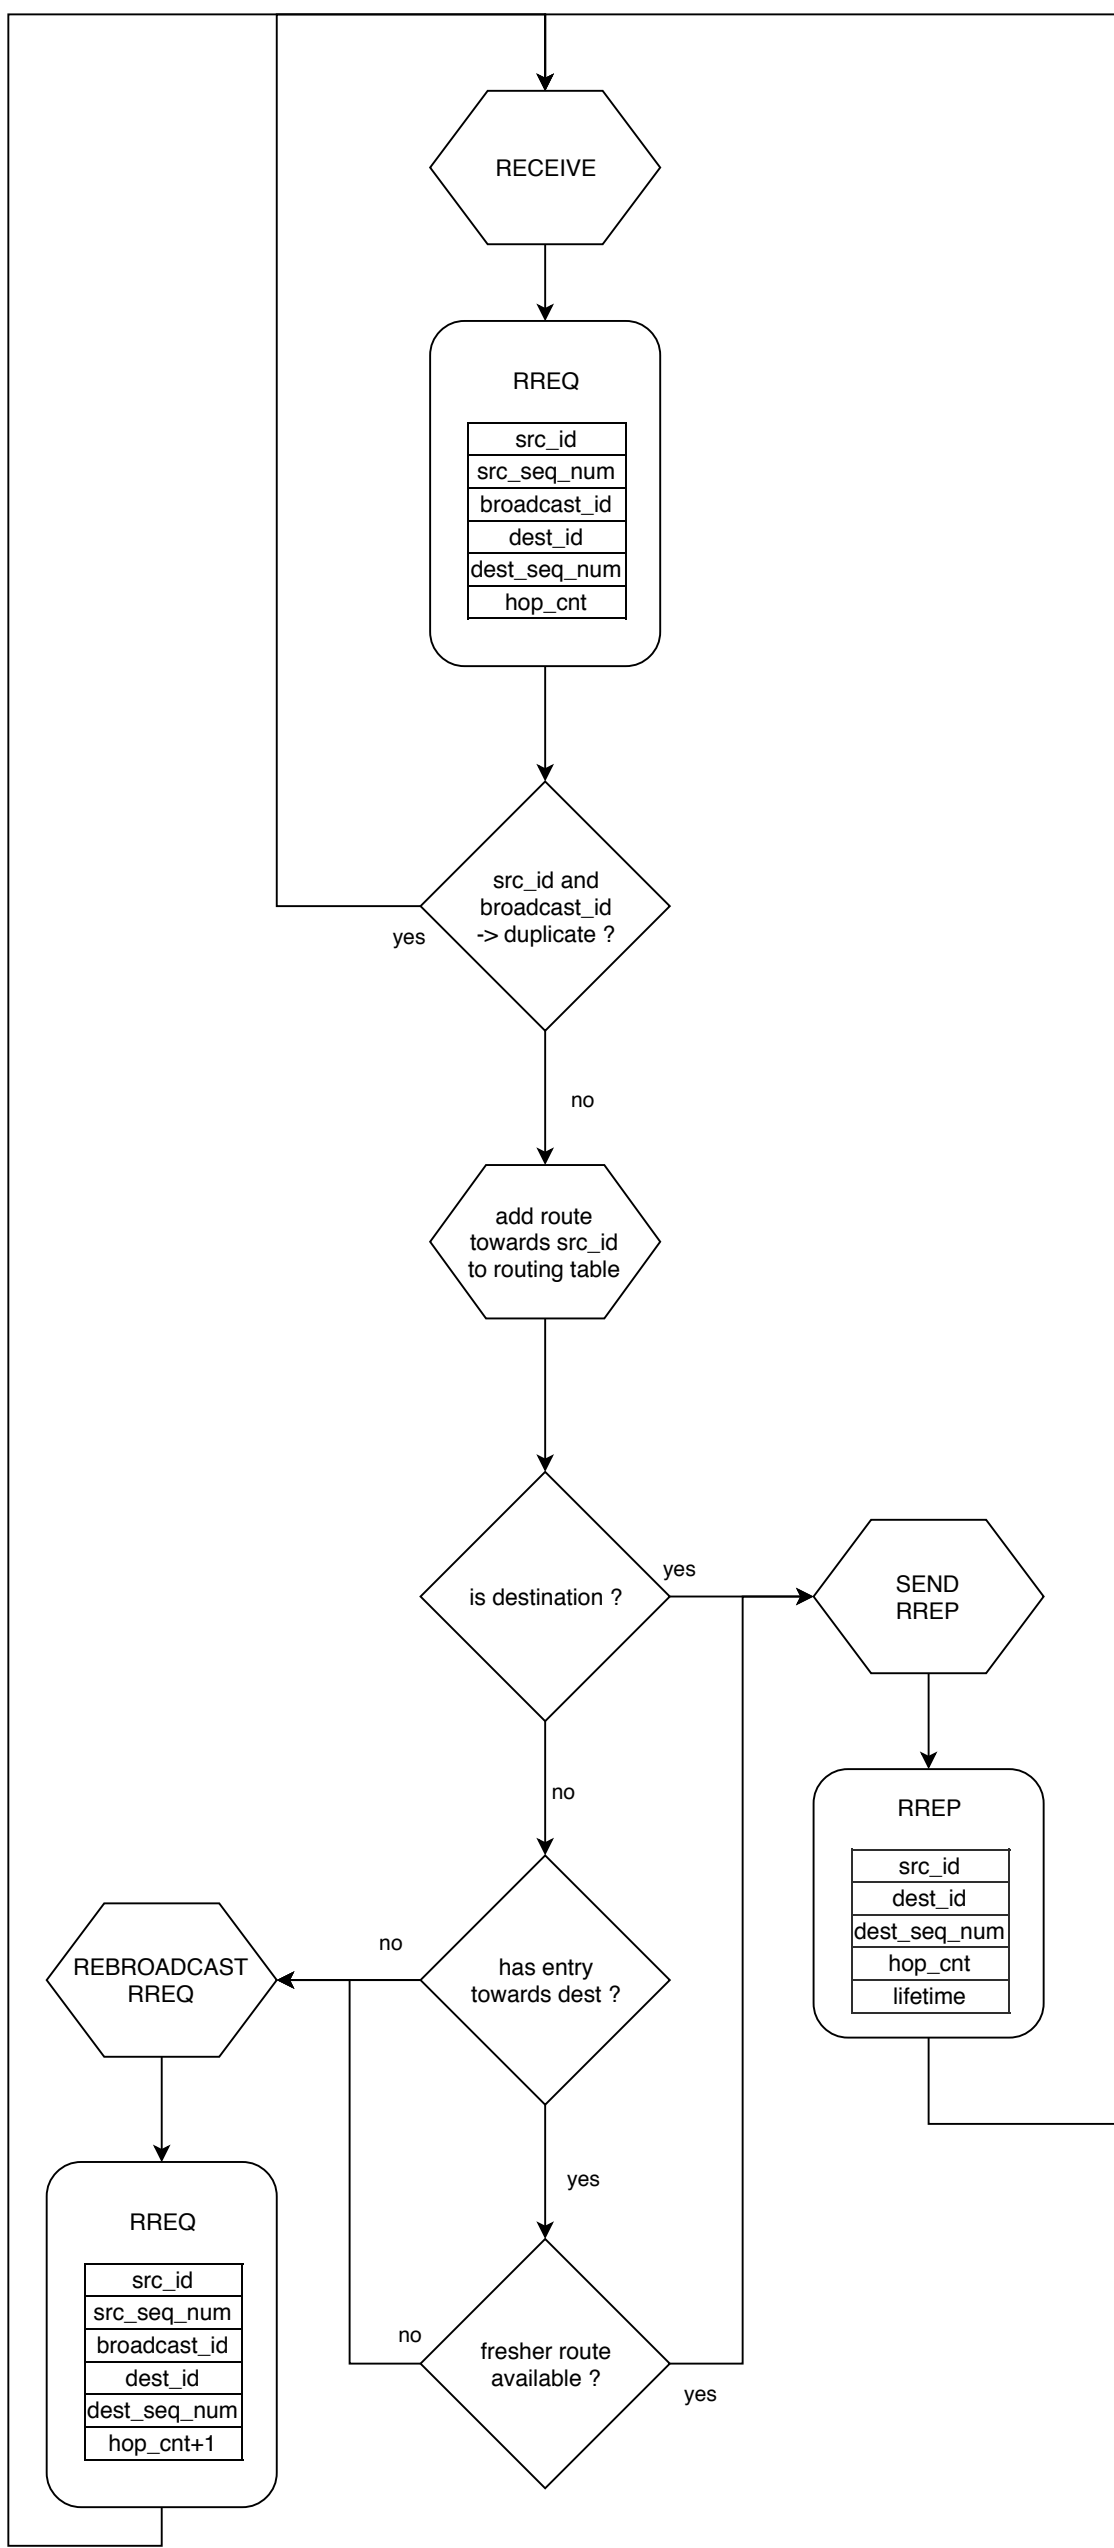 RECEIVE
RREQ
src_id
src_seq_num
broadcast_id
dest_id
dest_seq_num
hop_cnt
src_id and
broadcast_id
-> duplicate ?
yes
no
add route
towards src_id
to routing table
is destination ?
yes
SEND
RREP
no
RREP
src_id
dest_id
dest_seq_num
hop_cnt
lifetime
has entry
towards dest ?
no
REBROADCAST
RREQ
yes
RREQ
src_id
src_seq_num
broadcast_id
dest_id
dest_seq_num
hop_cnt+1
no
fresher route
available ?
yes